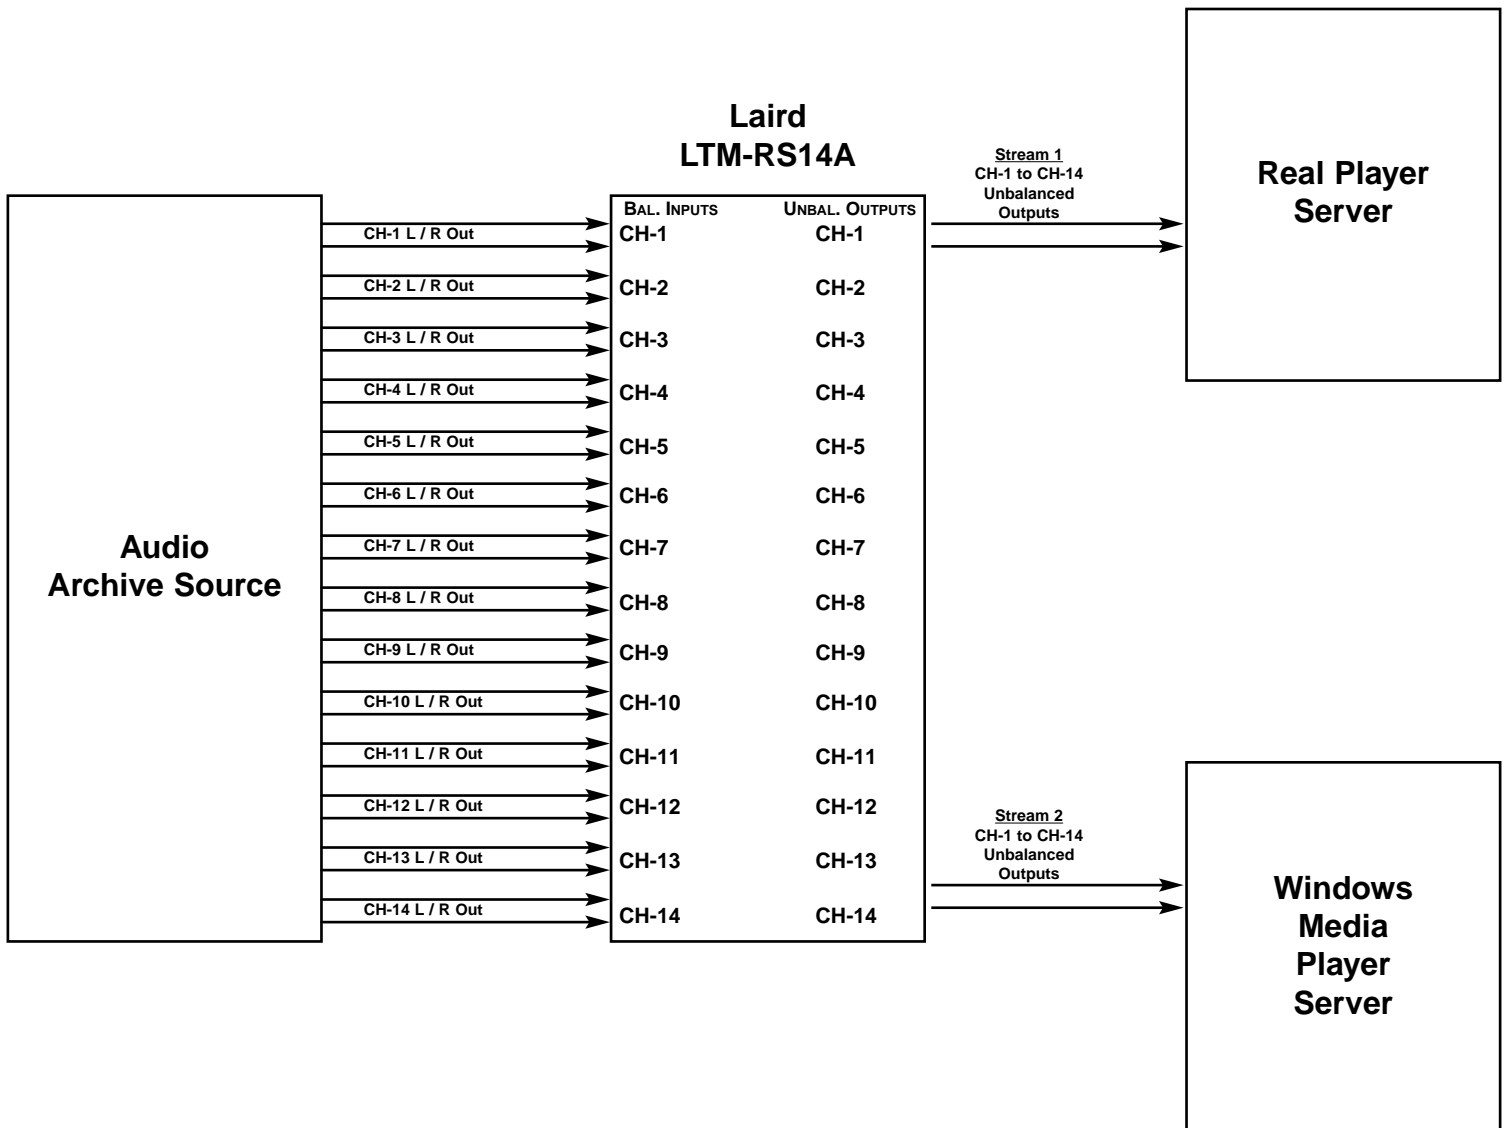 Laird
LTM-RS14A
Audio
Archive Source
CH-1 L / R Out
CH-2 L / R Out
CH-3 L / R Out
CH-4 L / R Out
CH-5 L / R Out
CH-6 L / R Out
CH-7 L / R Out
CH-8 L / R Out
CH-9 L / R Out
CH-10 L / R Out
CH-11 L / R Out
CH-12 L / R Out
CH-13 L / R Out
CH-14 L / R Out
BAL. INPUTS UNBAL. OUTPUTS
CH-1 CH-1
CH-2 CH-2
CH-3 CH-3
CH-4 CH-4
CH-5 CH-5
CH-6 CH-6
CH-7 CH-7
CH-8 CH-8
CH-9 CH-9
CH-10 CH-10
CH-11 CH-11
CH-12 CH-12
CH-13 CH-13
CH-14 CH-14
Stream 1
CH-1 to CH-14
Unbalanced
Outputs
Real Player
Server
Stream 2
CH-1 to CH-14
Unbalanced
Outputs
Windows
Media
Player
Server